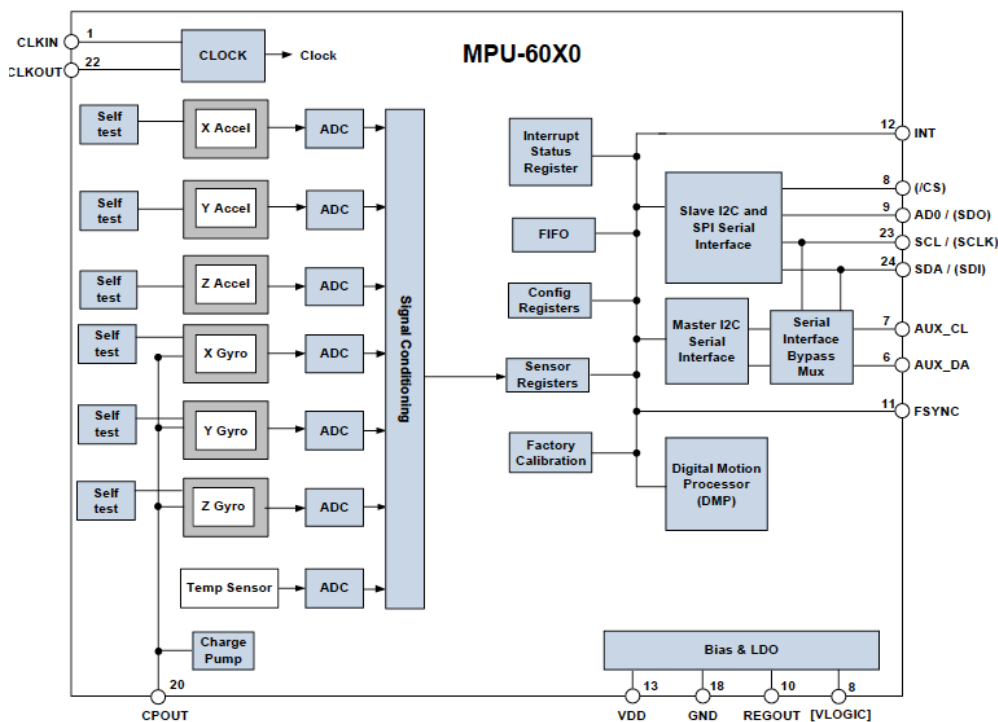 MPU-60X0
CLKIN
1
CLKOUT
22
CLOCK
Clock
Self
test
X Accel
ADC
Self
test
Y Accel
ADC
Self
test
Z Accel
ADC
Self
test
X Gyro
ADC
Self
test
Y Gyro
ADC
Self
test
Z Gyro
ADC
Temp Sensor
ADC
Charge
Pump
20
CPOUT
Signal Conditioning
Interrupt
Status
Register
FIFO
Config
Registers
Sensor
Registers
Factory
Calibration
Slave I2C and
SPI Serial
Interface
Master I2C
Serial
Interface
Serial
Interface
Bypass
Mux
Digital Motion
Processor
(DMP)
12
INT
8
(/CS)
9
AD0 / (SDO)
23
SCL / (SCLK)
24
SDA / (SDI)
7
AUX_CL
6
AUX_DA
11
FSYNC
Bias & LDO
13
VDD
18
GND
10
REGOUT
8
[VLOGIC]